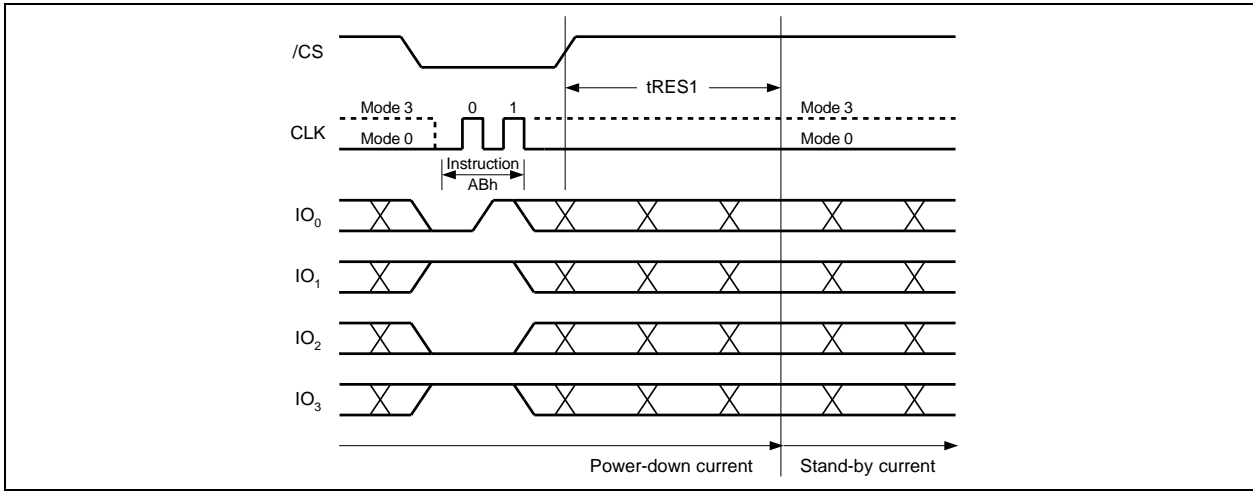 /CS
tRES1
Mode 3 0 1 Mode 3
CLK
Mode 0 Mode 0
Instruction
ABh
IO0
IO1
IO2
IO3
Power-down current Stand-by current